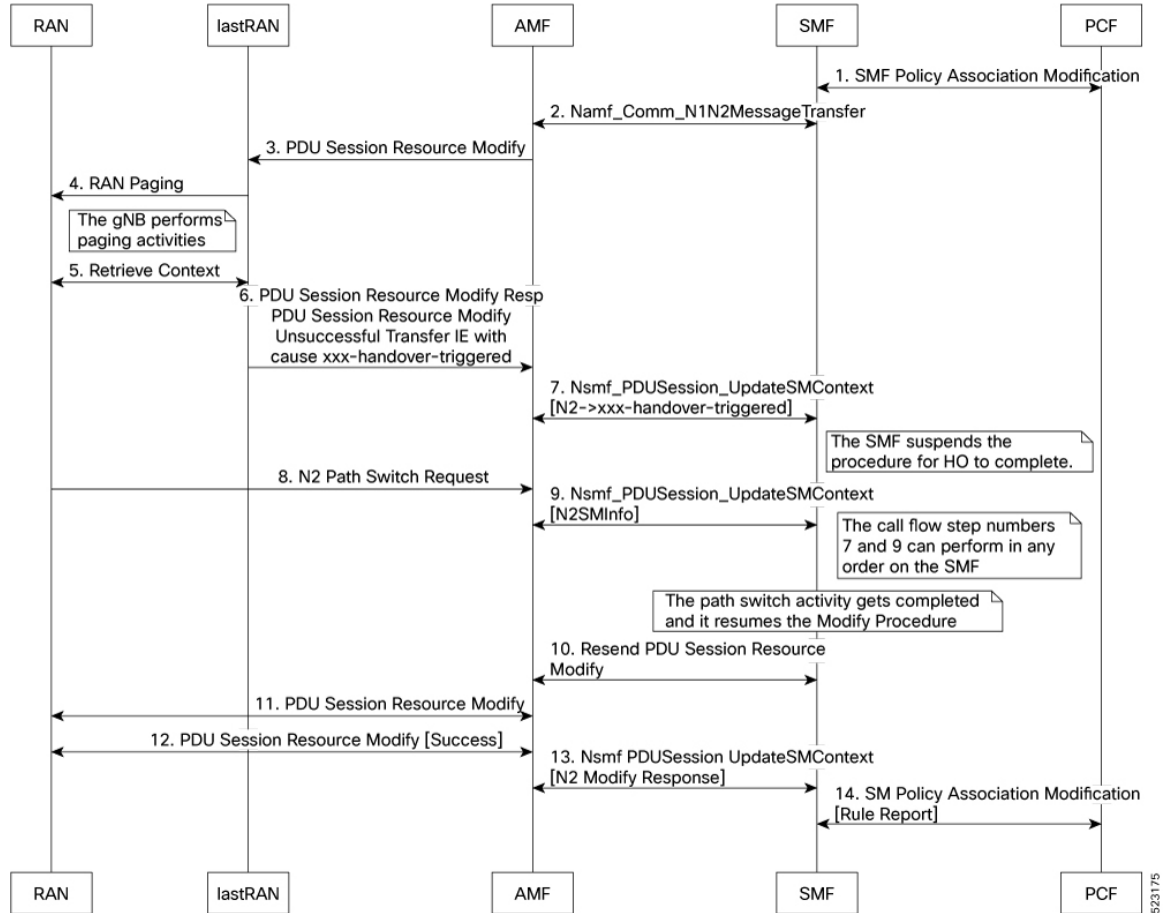 RAN
lastRAN
AMF
SMF
PCF
1. SMF Policy Association Modification
2. Namf_Comm_N1N2MessageTransfer
3. PDU Session Resource Modify
4. RAN Paging
The gNB performs
paging activities
5. Retrieve Context
6. PDU Session Resource Modify Resp
PDU Session Resource Modify
Unsuccessful Transfer IE with
cause xxx-handover-triggered
7. Nsmf_PDUSession_UpdateSMContext
[N2->xxx-handover-triggered]
The SMF suspends the
procedure for HO to complete.
8. N2 Path Switch Request
9. Nsmf_PDUSession_UpdateSMContext
[N2SMInfo]
The call flow step numbers
7 and 9 can perform in any
order on the SMF
The path switch activity gets completed
and it resumes the Modify Procedure
10. Resend PDU Session Resource
Modify
11. PDU Session Resource Modify
12. PDU Session Resource Modify [Success]
13. Nsmf PDUSession UpdateSMContext
[N2 Modify Response]
14. SM Policy Association Modification
[Rule Report]
RAN
lastRAN
AMF
SMF
PCF
523175